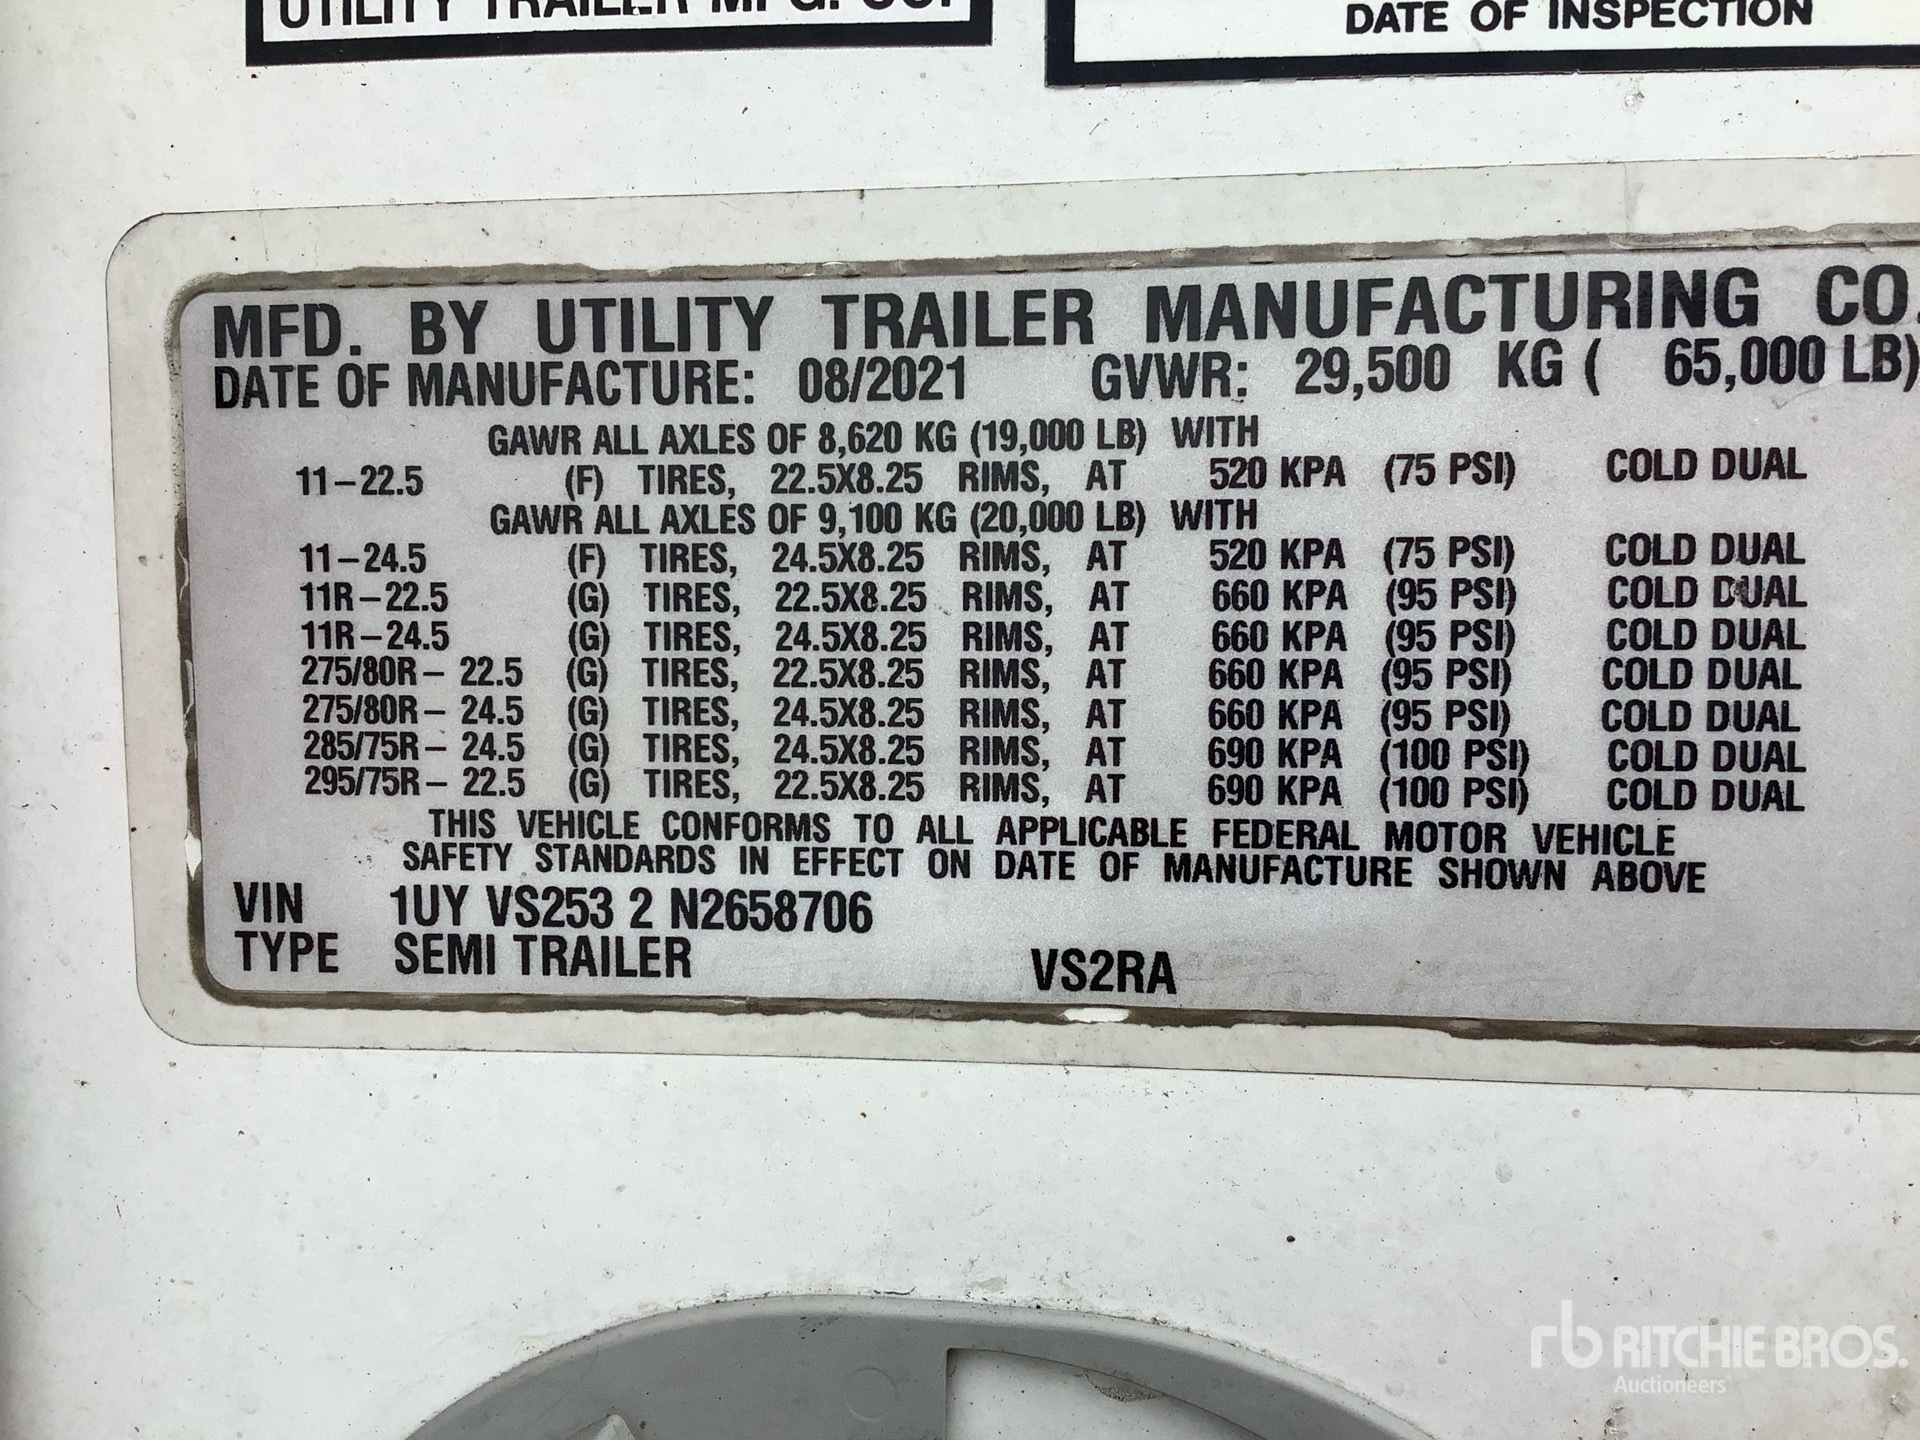 UTILITY TRAILER MFG. CO.
DATE OF INSPECTION
MFD. BY UTILITY TRAILER MANUFACTURING CO.
DATE OF MANUFACTURE: 08/2021 GVWR: 29,500 KG ( 65,000 LB)
GAWR ALL AXLES OF 8,620 KG (19,000 LB) WITH
11-22.5 (F) TIRES, 22.5X8.25 RIMS, AT 520 KPA (75 PSI) COLD DUAL
GAWR ALL AXLES OF 9,100 KG (20,000 LB) WITH
11-24.5 (F) TIRES, 24.5X8.25 RIMS, AT 520 KPA (75 PSI) COLD DUAL
11R-22.5 (G) TIRES, 22.5X8.25 RIMS, AT 660 KPA (95 PSI) COLD DUAL
11R-24.5 (G) TIRES, 24.5X8.25 RIMS, AT 660 KPA (95 PSI) COLD DUAL
275/80R- 22.5 (G) TIRES, 22.5X8.25 RIMS, AT 660 KPA (95 PSI) COLD DUAL
275/80R- 24.5 (G) TIRES, 24.5X8.25 RIMS, AT 660 KPA (95 PSI) COLD DUAL
285/75R- 24.5 (G) TIRES, 24.5X8.25 RIMS, AT 690 KPA (100 PSI) COLD DUAL
295/75R- 22.5 (G) TIRES, 22.5X8.25 RIMS, AT 690 KPA (100 PSI) COLD DUAL
THIS VEHICLE CONFORMS TO ALL APPLICABLE FEDERAL MOTOR VEHICLE
SAFETY STANDARDS IN EFFECT ON DATE OF MANUFACTURE SHOWN ABOVE
VIN 1UY VS253 2 N2658706
TYPE SEMI TRAILER VS2RA
rb RITCHIE BROS.
Auctioneers